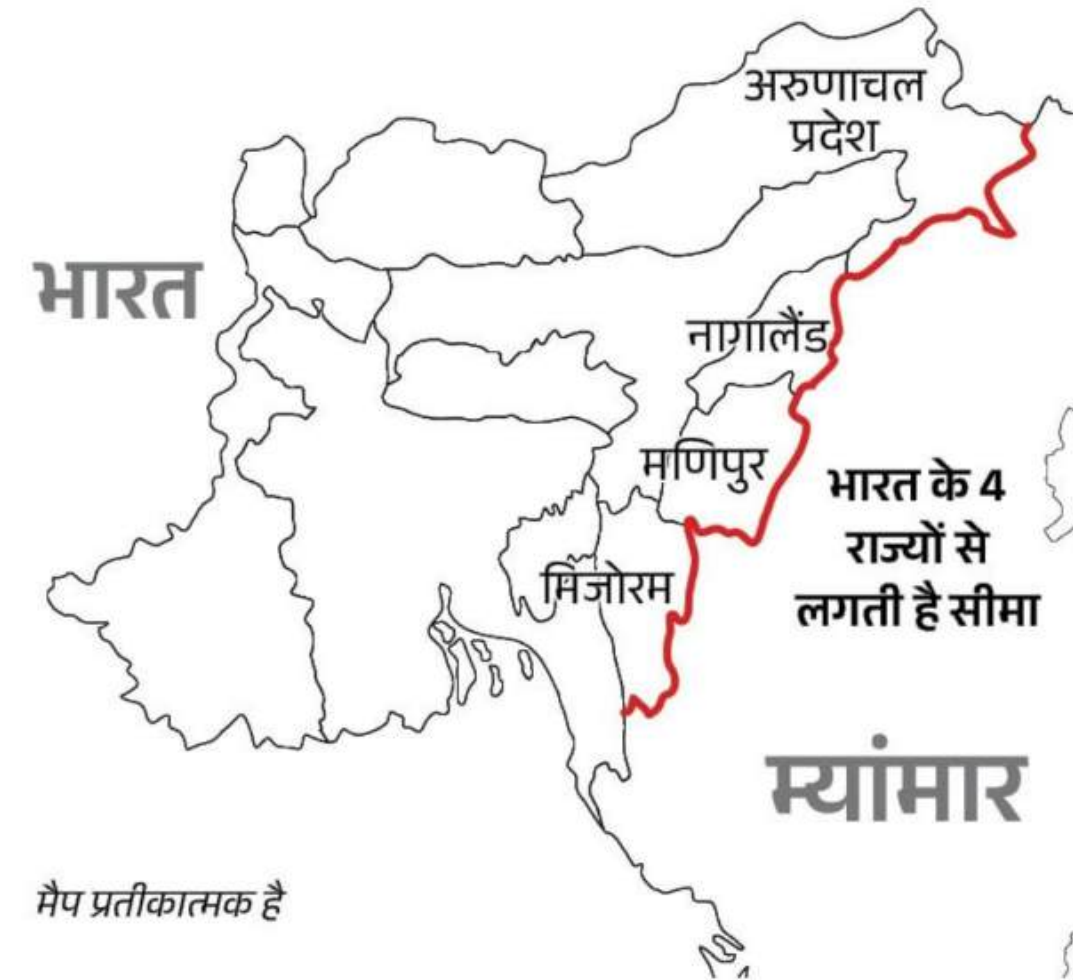 अरुणाचल
प्रदेश
भारत
नागालैंड
मणिपुर
भारत के 4
राज्यों से
लगती है सीमा
मिजोरम
म्यांमार
मैप प्रतीकात्मक है